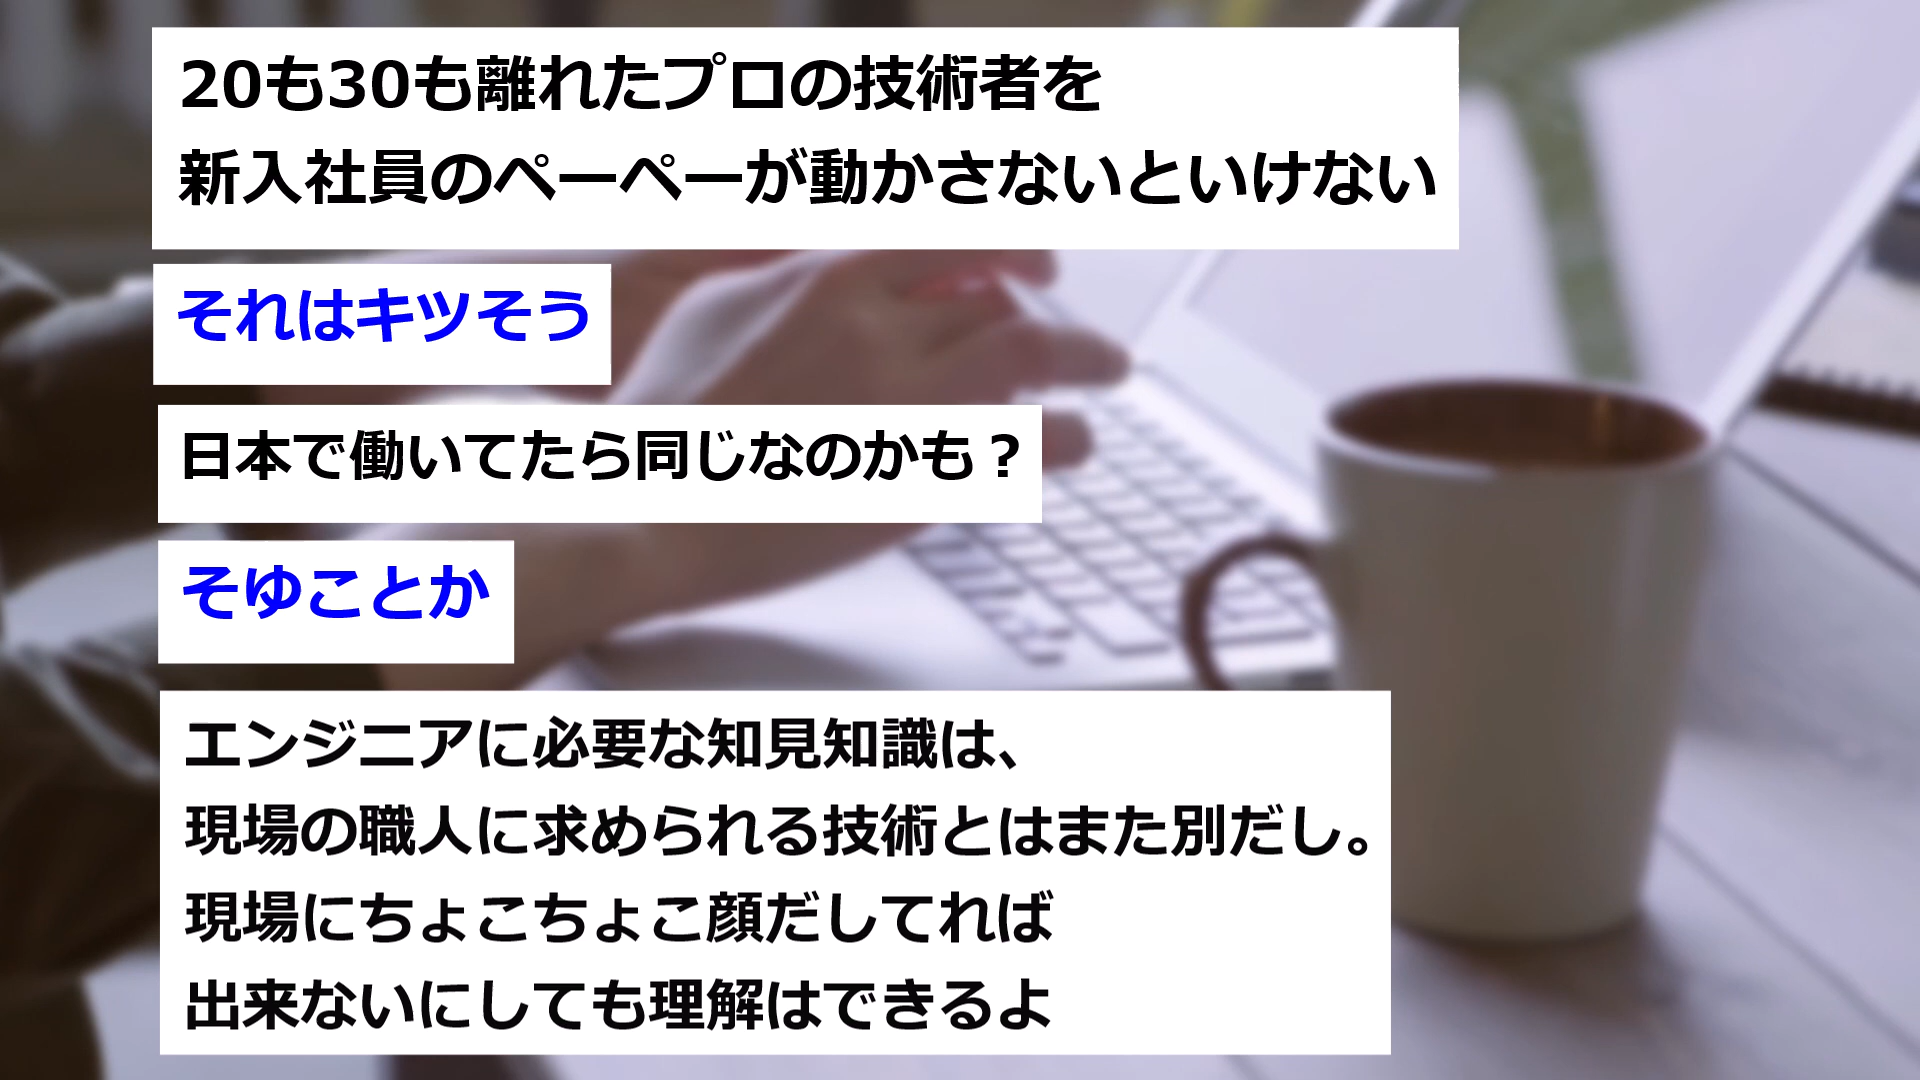 20も30も離れたプロの技術者を
新入社員のペーペーが動かさないといけない
それはキツそう
日本で働いてたら同じなのかも？
そゆことか
エンジニアに必要な知見知識は、
現場の職人に求められる技術とはまた別だし。
現場にちょこちょこ顔だしてれば
出来ないにしても理解はできるよ